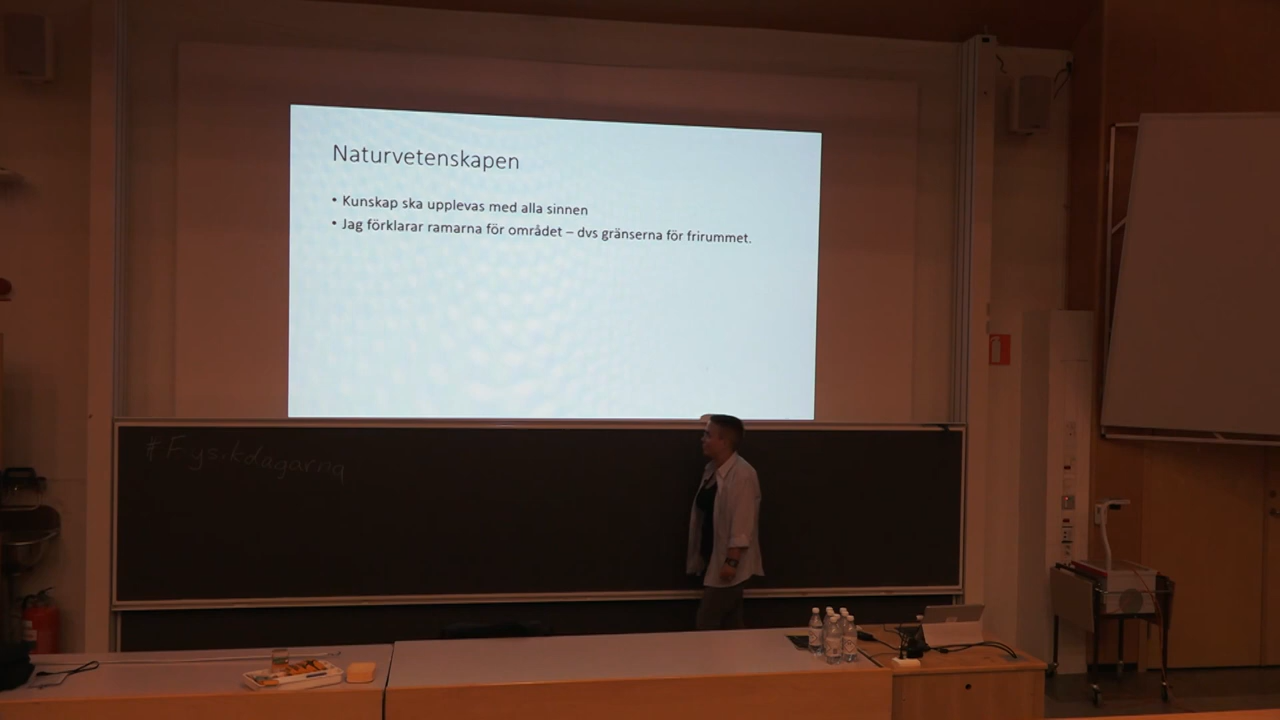 Naturvetenskapen
• Kunskap ska upplevas med alla sinnen
• Jag förklarar ramarna för området – dvs gränserna för frirummet.
#Fysikdagarna